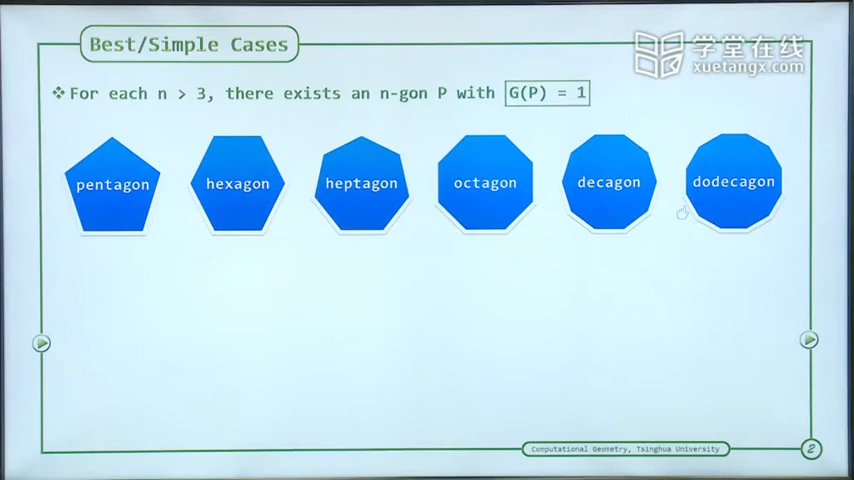 Best/Simple Cases
学堂在线
xuetangx.com
❖ For each n > 3, there exists an n-gon P with G(P) = 1
pentagon
hexagon
heptagon
octagon
decagon
dodecagon
Computational Geometry, Tsinghua University
2